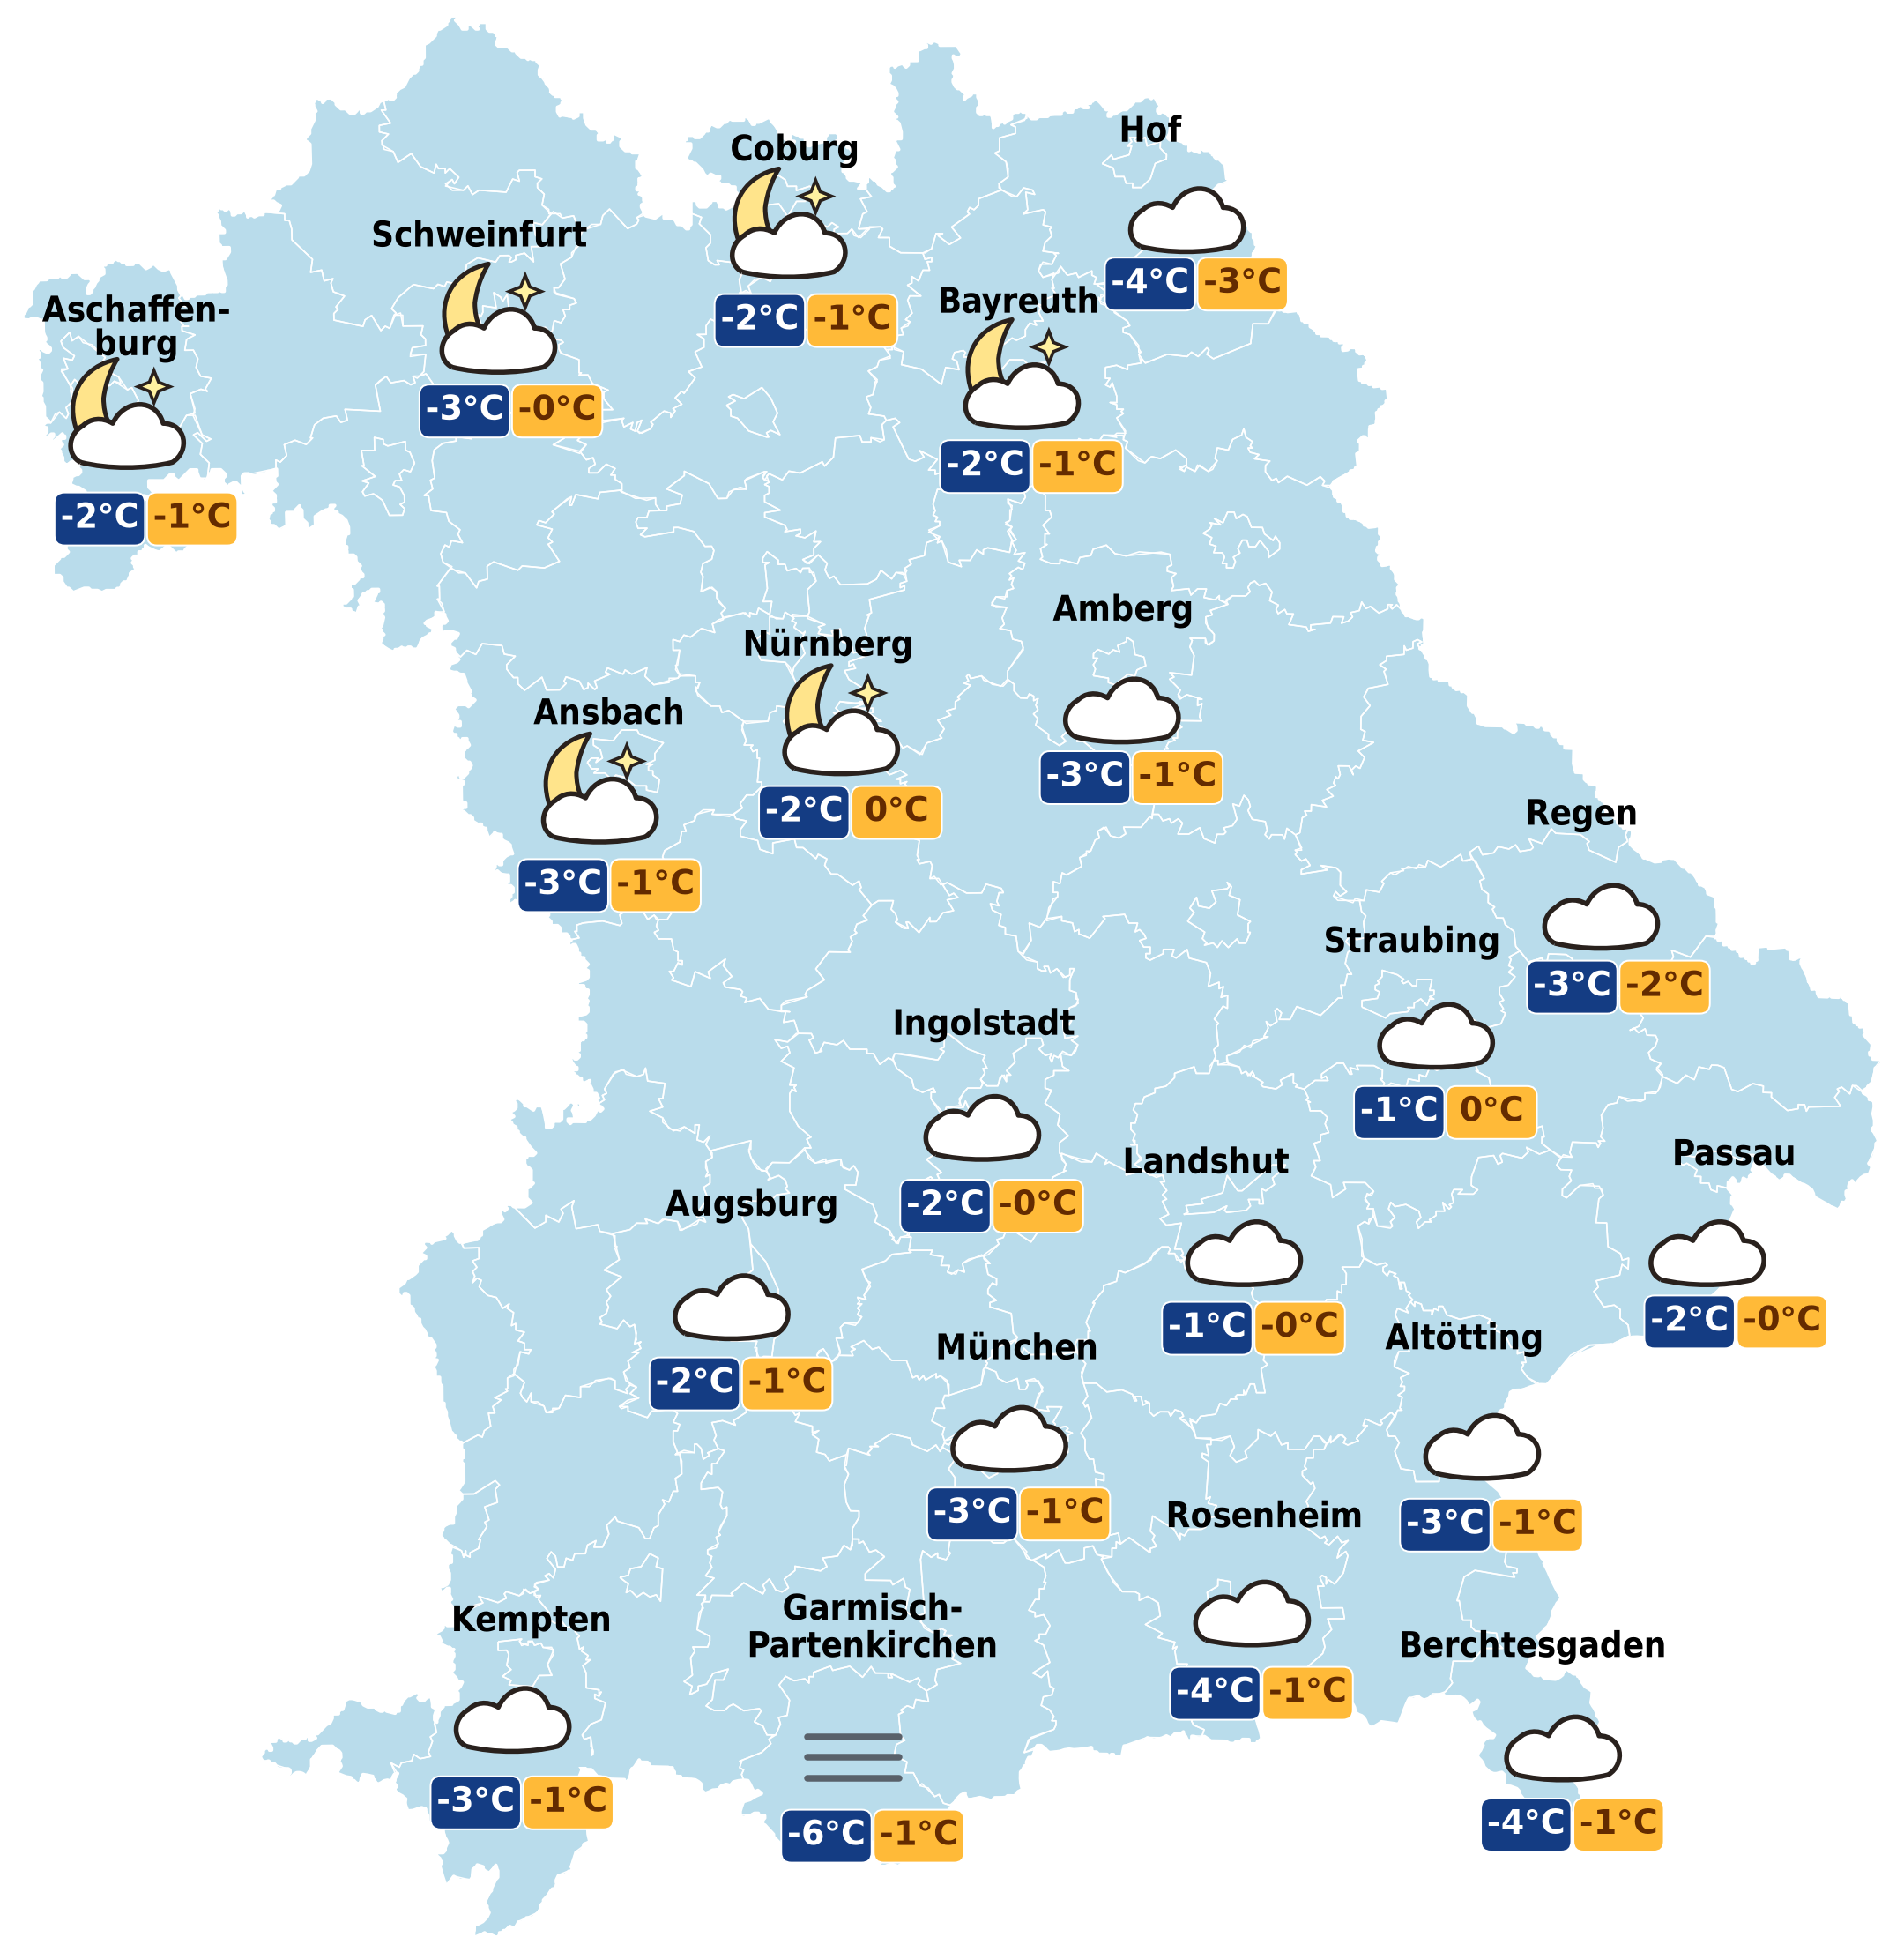 Hof
-4°C -3°C
Coburg
-2°C -1°C
Schweinfurt
-3°C -0°C
Bayreuth
-2°C -1°C
Aschaffen-
burg
-2°C -1°C
Amberg
-3°C -1°C
Nürnberg
-2°C 0°C
Ansbach
-3°C -1°C
Regen
-3°C -2°C
Straubing
-1°C 0°C
Ingolstadt
-2°C -0°C
Passau
-2°C -0°C
Landshut
-1°C -0°C
Augsburg
-2°C -1°C
Altötting
-3°C -1°C
München
-3°C -1°C
Rosenheim
-4°C -1°C
Garmisch-
Partenkirchen
-6°C -1°C
Kempten
-3°C -1°C
Berchtesgaden
-4°C -1°C